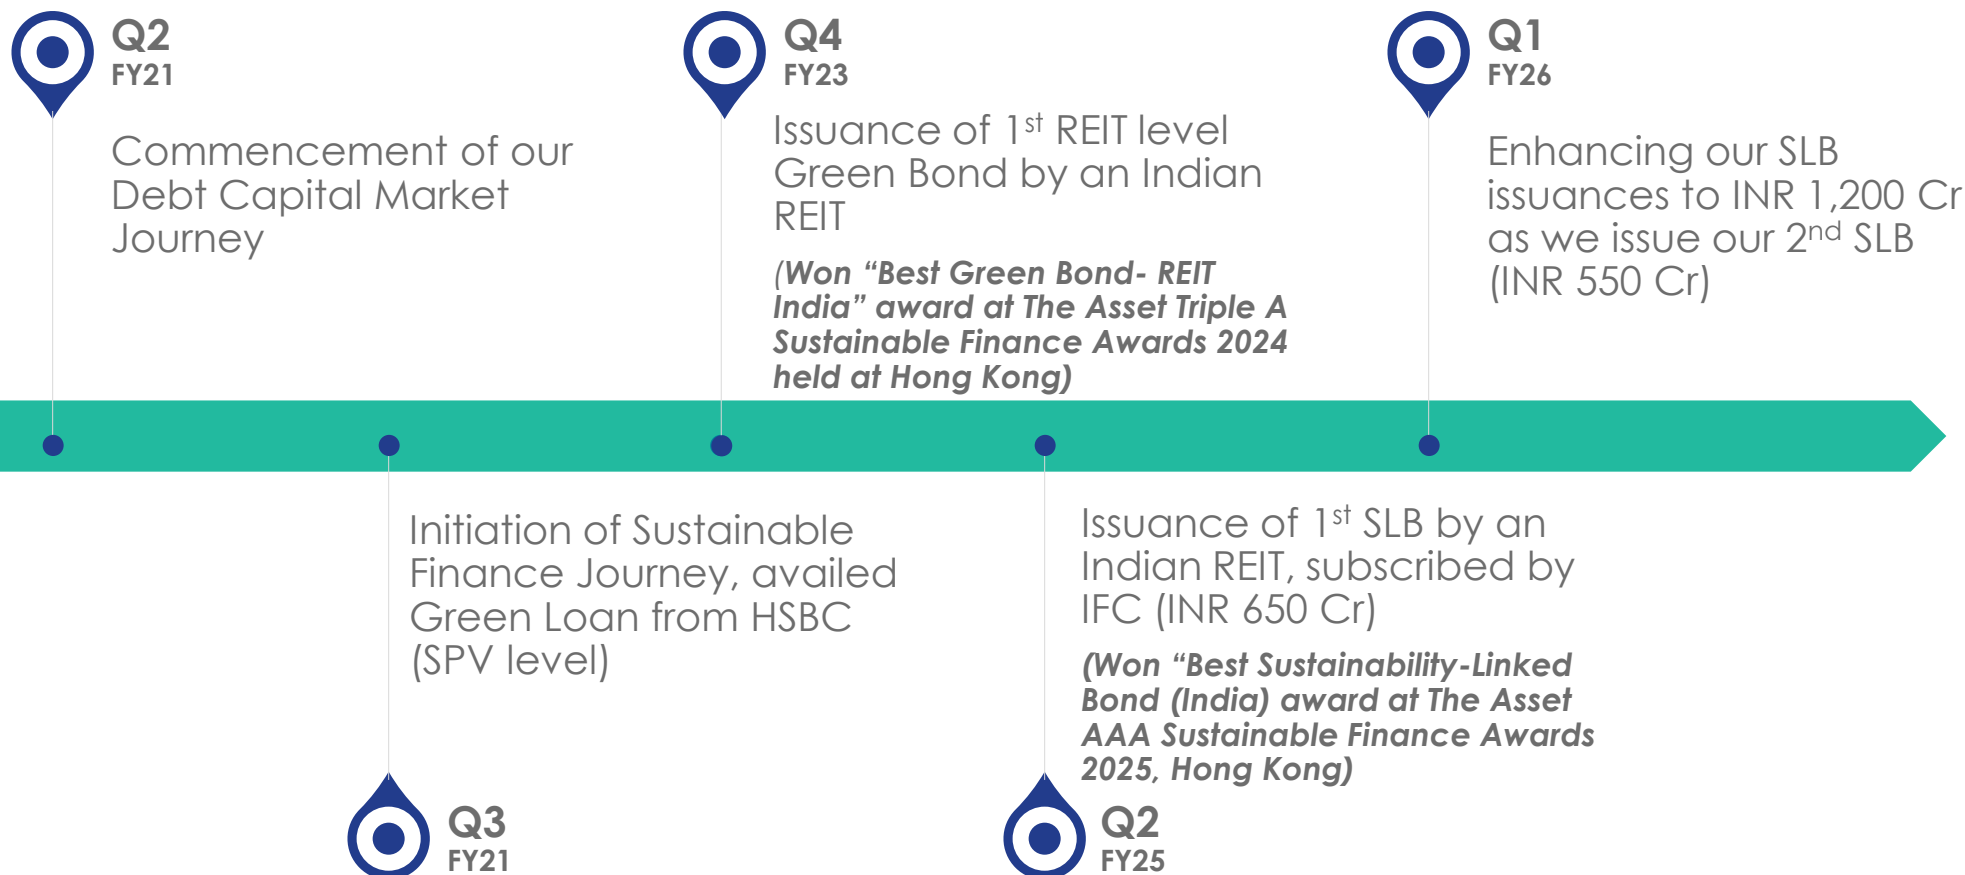 Q2
FY21
Commencement of our
Debt Capital Market
Journey
Q4
FY23
Issuance of 1st REIT level
Green Bond by an Indian
REIT
(Won “Best Green Bond- REIT
India” award at The Asset Triple A
Sustainable Finance Awards 2024
held at Hong Kong)
Q1
FY26
Enhancing our SLB
issuances to INR 1,200 Cr
as we issue our 2nd SLB
(INR 550 Cr)
Initiation of Sustainable
Finance Journey, availed
Green Loan from HSBC
(SPV level)
Q3
FY21
Issuance of 1st SLB by an
Indian REIT, subscribed by
IFC (INR 650 Cr)
(Won “Best Sustainability-Linked
Bond (India) award at The Asset
AAA Sustainable Finance Awards
2025, Hong Kong)
Q2
FY25